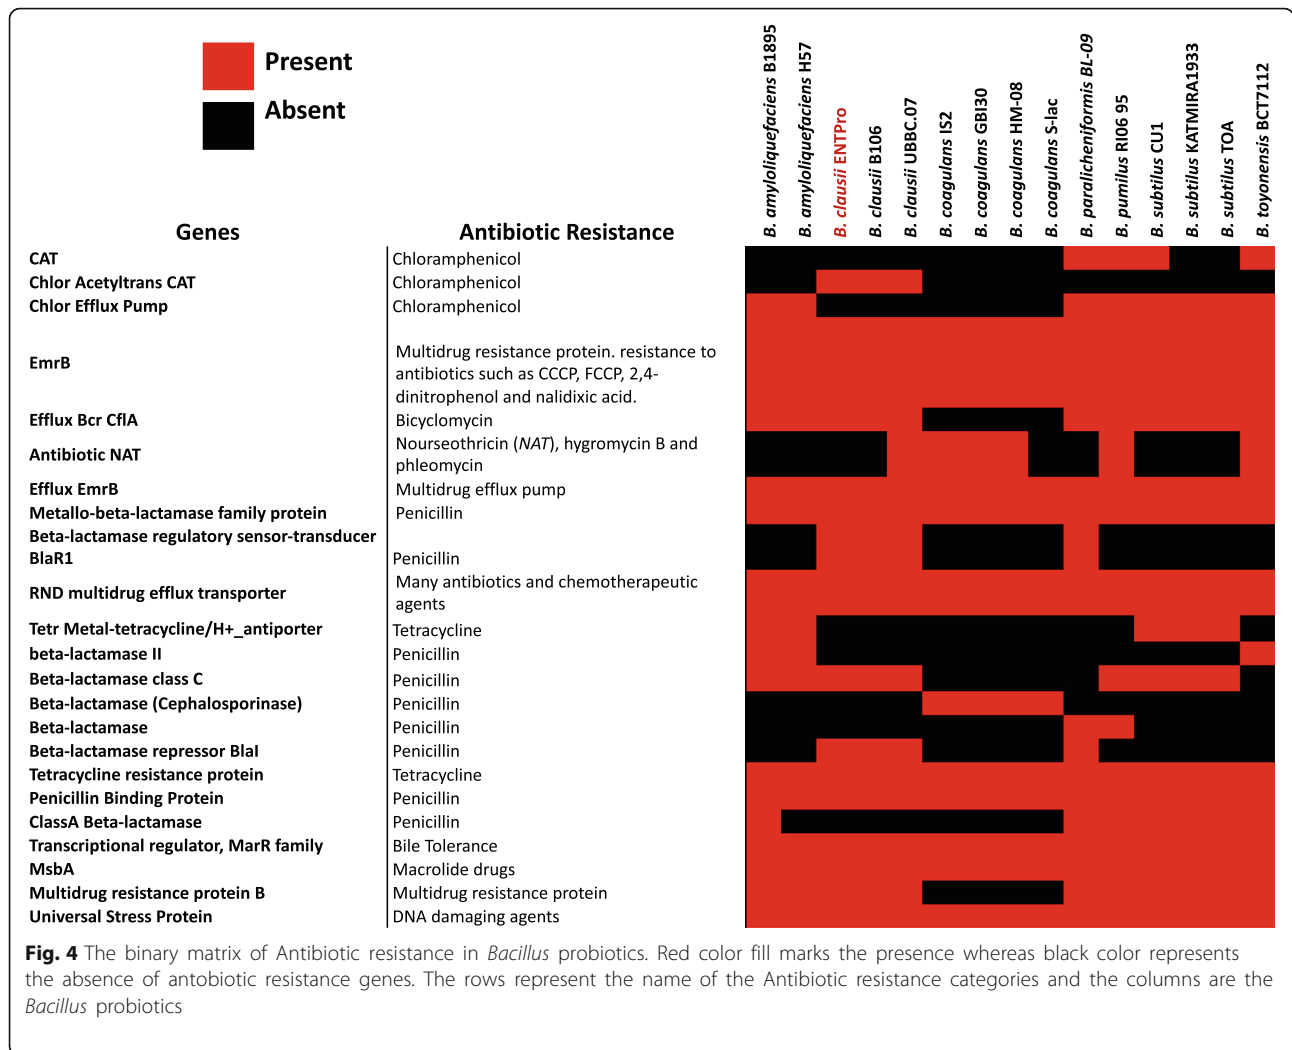 Present
Absent
B. amyloliquefaciens B1895
B. amyloliquefaciens H57
B. clausii ENTPro
B. clausii B106
B. clausii UBBC.07
B. coagulans IS2
B. coagulans GBI30
B. coagulans HM-08
B. coagulans S-lac
B. paralicheniformis BL-09
B. pumilus RI06 95
B. subtilus CU1
B. subtilus KATMIRA1933
B. subtilus TOA
B. toyonensis BCT7112
Genes Antibiotic Resistance
CAT Chloramphenicol
Chlor Acetyltrans CAT Chloramphenicol
Chlor Efflux Pump Chloramphenicol
EmrB Multidrug resistance protein. resistance to
antibiotics such as CCCP, FCCP, 2,4-
dinitrophenol and nalidixic acid.
Efflux Bcr CflA Bicyclomycin
Antibiotic NAT Nourseothricin (NAT), hygromycin B and
phleomycin
Efflux EmrB Multidrug efflux pump
Metallo-beta-lactamase family protein Penicillin
Beta-lactamase regulatory sensor-transducer
BlaR1 Penicillin
RND multidrug efflux transporter Many antibiotics and chemotherapeutic
agents
Tetr Metal-tetracycline/H+_antiporter Tetracycline
beta-lactamase II Penicillin
Beta-lactamase class C Penicillin
Beta-lactamase (Cephalosporinase) Penicillin
Beta-lactamase Penicillin
Beta-lactamase repressor BlaI Penicillin
Tetracycline resistance protein Tetracycline
Penicillin Binding Protein Penicillin
ClassA Beta-lactamase Penicillin
Transcriptional regulator, MarR family Bile Tolerance
MsbA Macrolide drugs
Multidrug resistance protein B Multidrug resistance protein
Universal Stress Protein DNA damaging agents
Fig. 4 The binary matrix of Antibiotic resistance in Bacillus probiotics. Red color fill marks the presence whereas black color represents
the absence of antobiotic resistance genes. The rows represent the name of the Antibiotic resistance categories and the columns are the
Bacillus probiotics